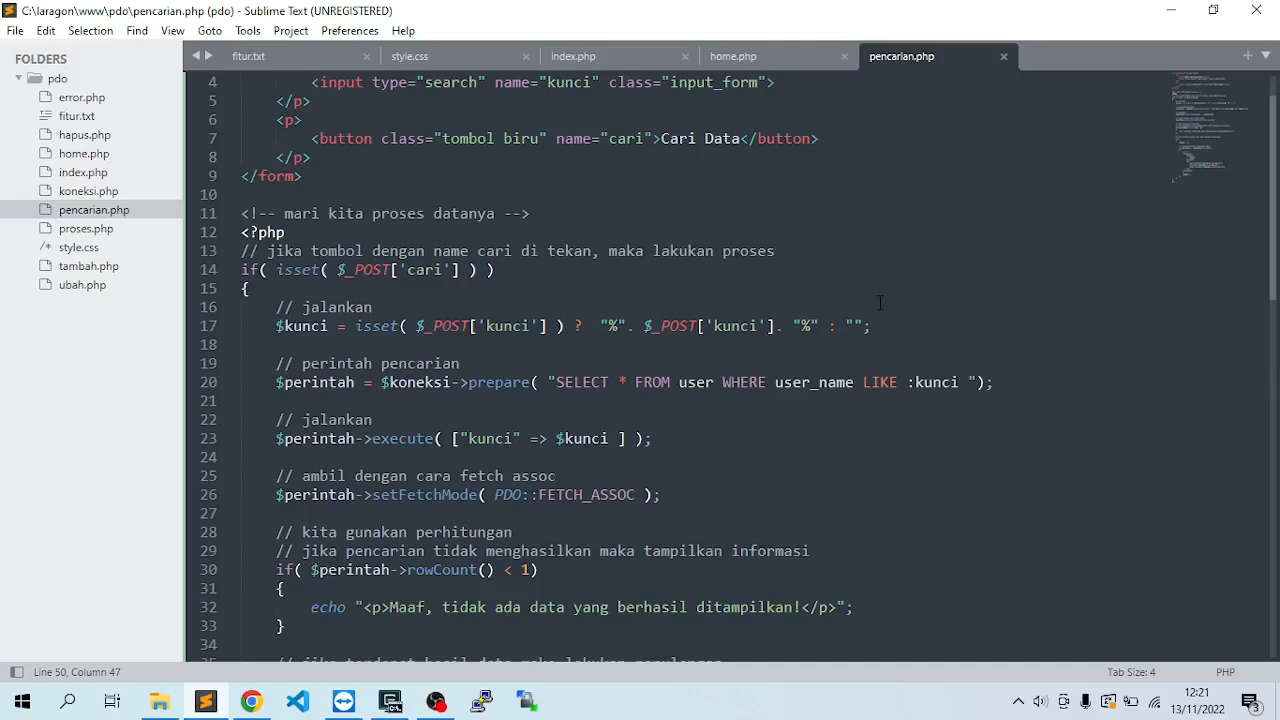 C:\laragon\www\pdo\pencarian.php (pdo) - Sublime Text (UNREGISTERED)
File Edit Selection Find View Goto Tools Project Preferences Help
FOLDERS
pdo
error.php
fitur.txt
hapus.php
home.php
index.php
koneksi.php
pencarian.php
proses.php
style.css
tambah.php
ubah.php
fitur.txt style.css index.php home.php pencarian.php
4 <input type="search" name="kunci" class="input_form">
5 </p>
6 <p>
7 <button class="tombol_biru" name="cari">Cari Data</button>
8 </p>
9 </form>
10
11 <!-- mari kita proses datanya -->
12 <?php
13 // jika tombol dengan name cari di tekan, maka lakukan proses
14 if( isset( $_POST['cari'] ) )
15 {
16 // jalankan
17 $kunci = isset( $_POST['kunci'] ) ?  "%". $_POST['kunci']. "%" : "";
18
19 // perintah pencarian
20 $perintah = $koneksi->prepare( "SELECT * FROM user WHERE user_name LIKE :kunci ");
21
22 // jalankan
23 $perintah->execute( ["kunci" => $kunci ] );
24
25 // ambil dengan cara fetch assoc
26 $perintah->setFetchMode( PDO::FETCH_ASSOC );
27
28 // kita gunakan perhitungan
29 // jika pencarian tidak menghasilkan maka tampilkan informasi
30 if( $perintah->rowCount() < 1)
31 {
32 echo "<p>Maaf, tidak ada data yang berhasil ditampilkan!</p>";
33 }
34
Line 50, Column 47
Tab Size: 4 PHP
12:21
13/11/2022
3